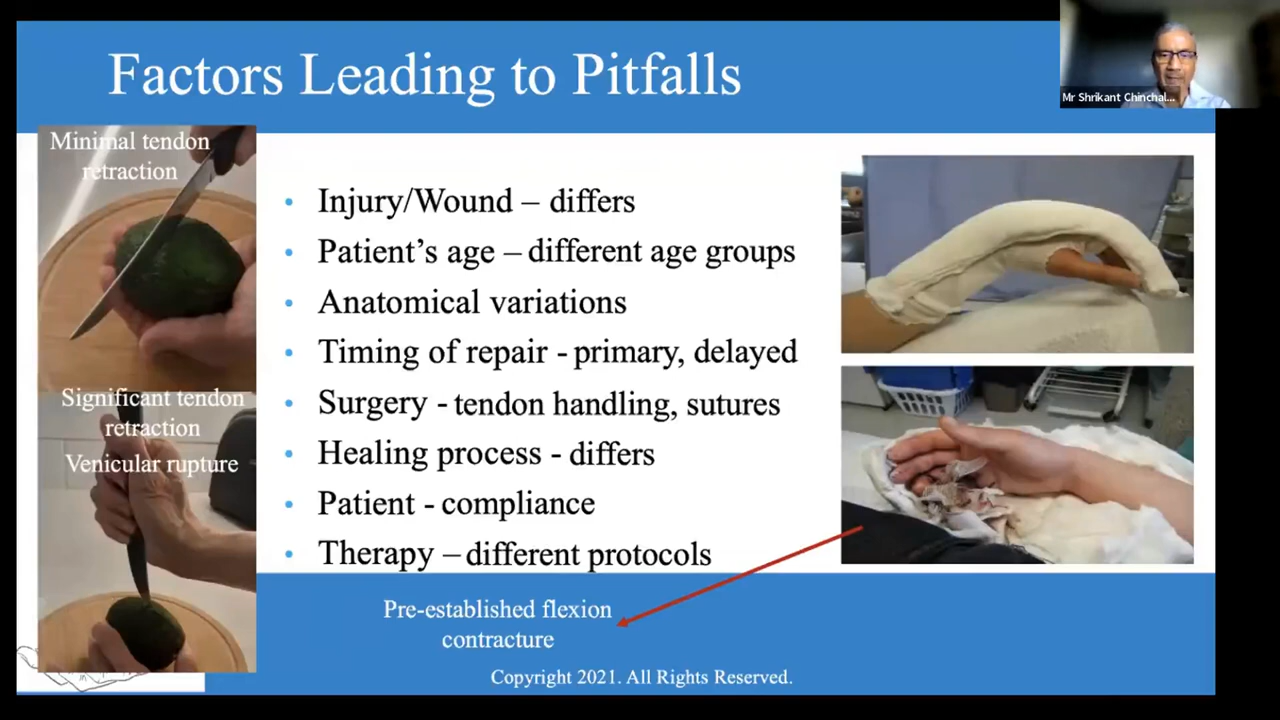 Factors Leading to Pitfalls
Mr Shrikant Chinchal...
Minimal tendon
retraction
Significant tendon
retraction
Venicular rupture
• Injury/Wound – differs
• Patient’s age – different age groups
• Anatomical variations
• Timing of repair - primary, delayed
• Surgery - tendon handling, sutures
• Healing process - differs
• Patient - compliance
• Therapy – different protocols
Pre-established flexion
contracture
Copyright 2021. All Rights Reserved.